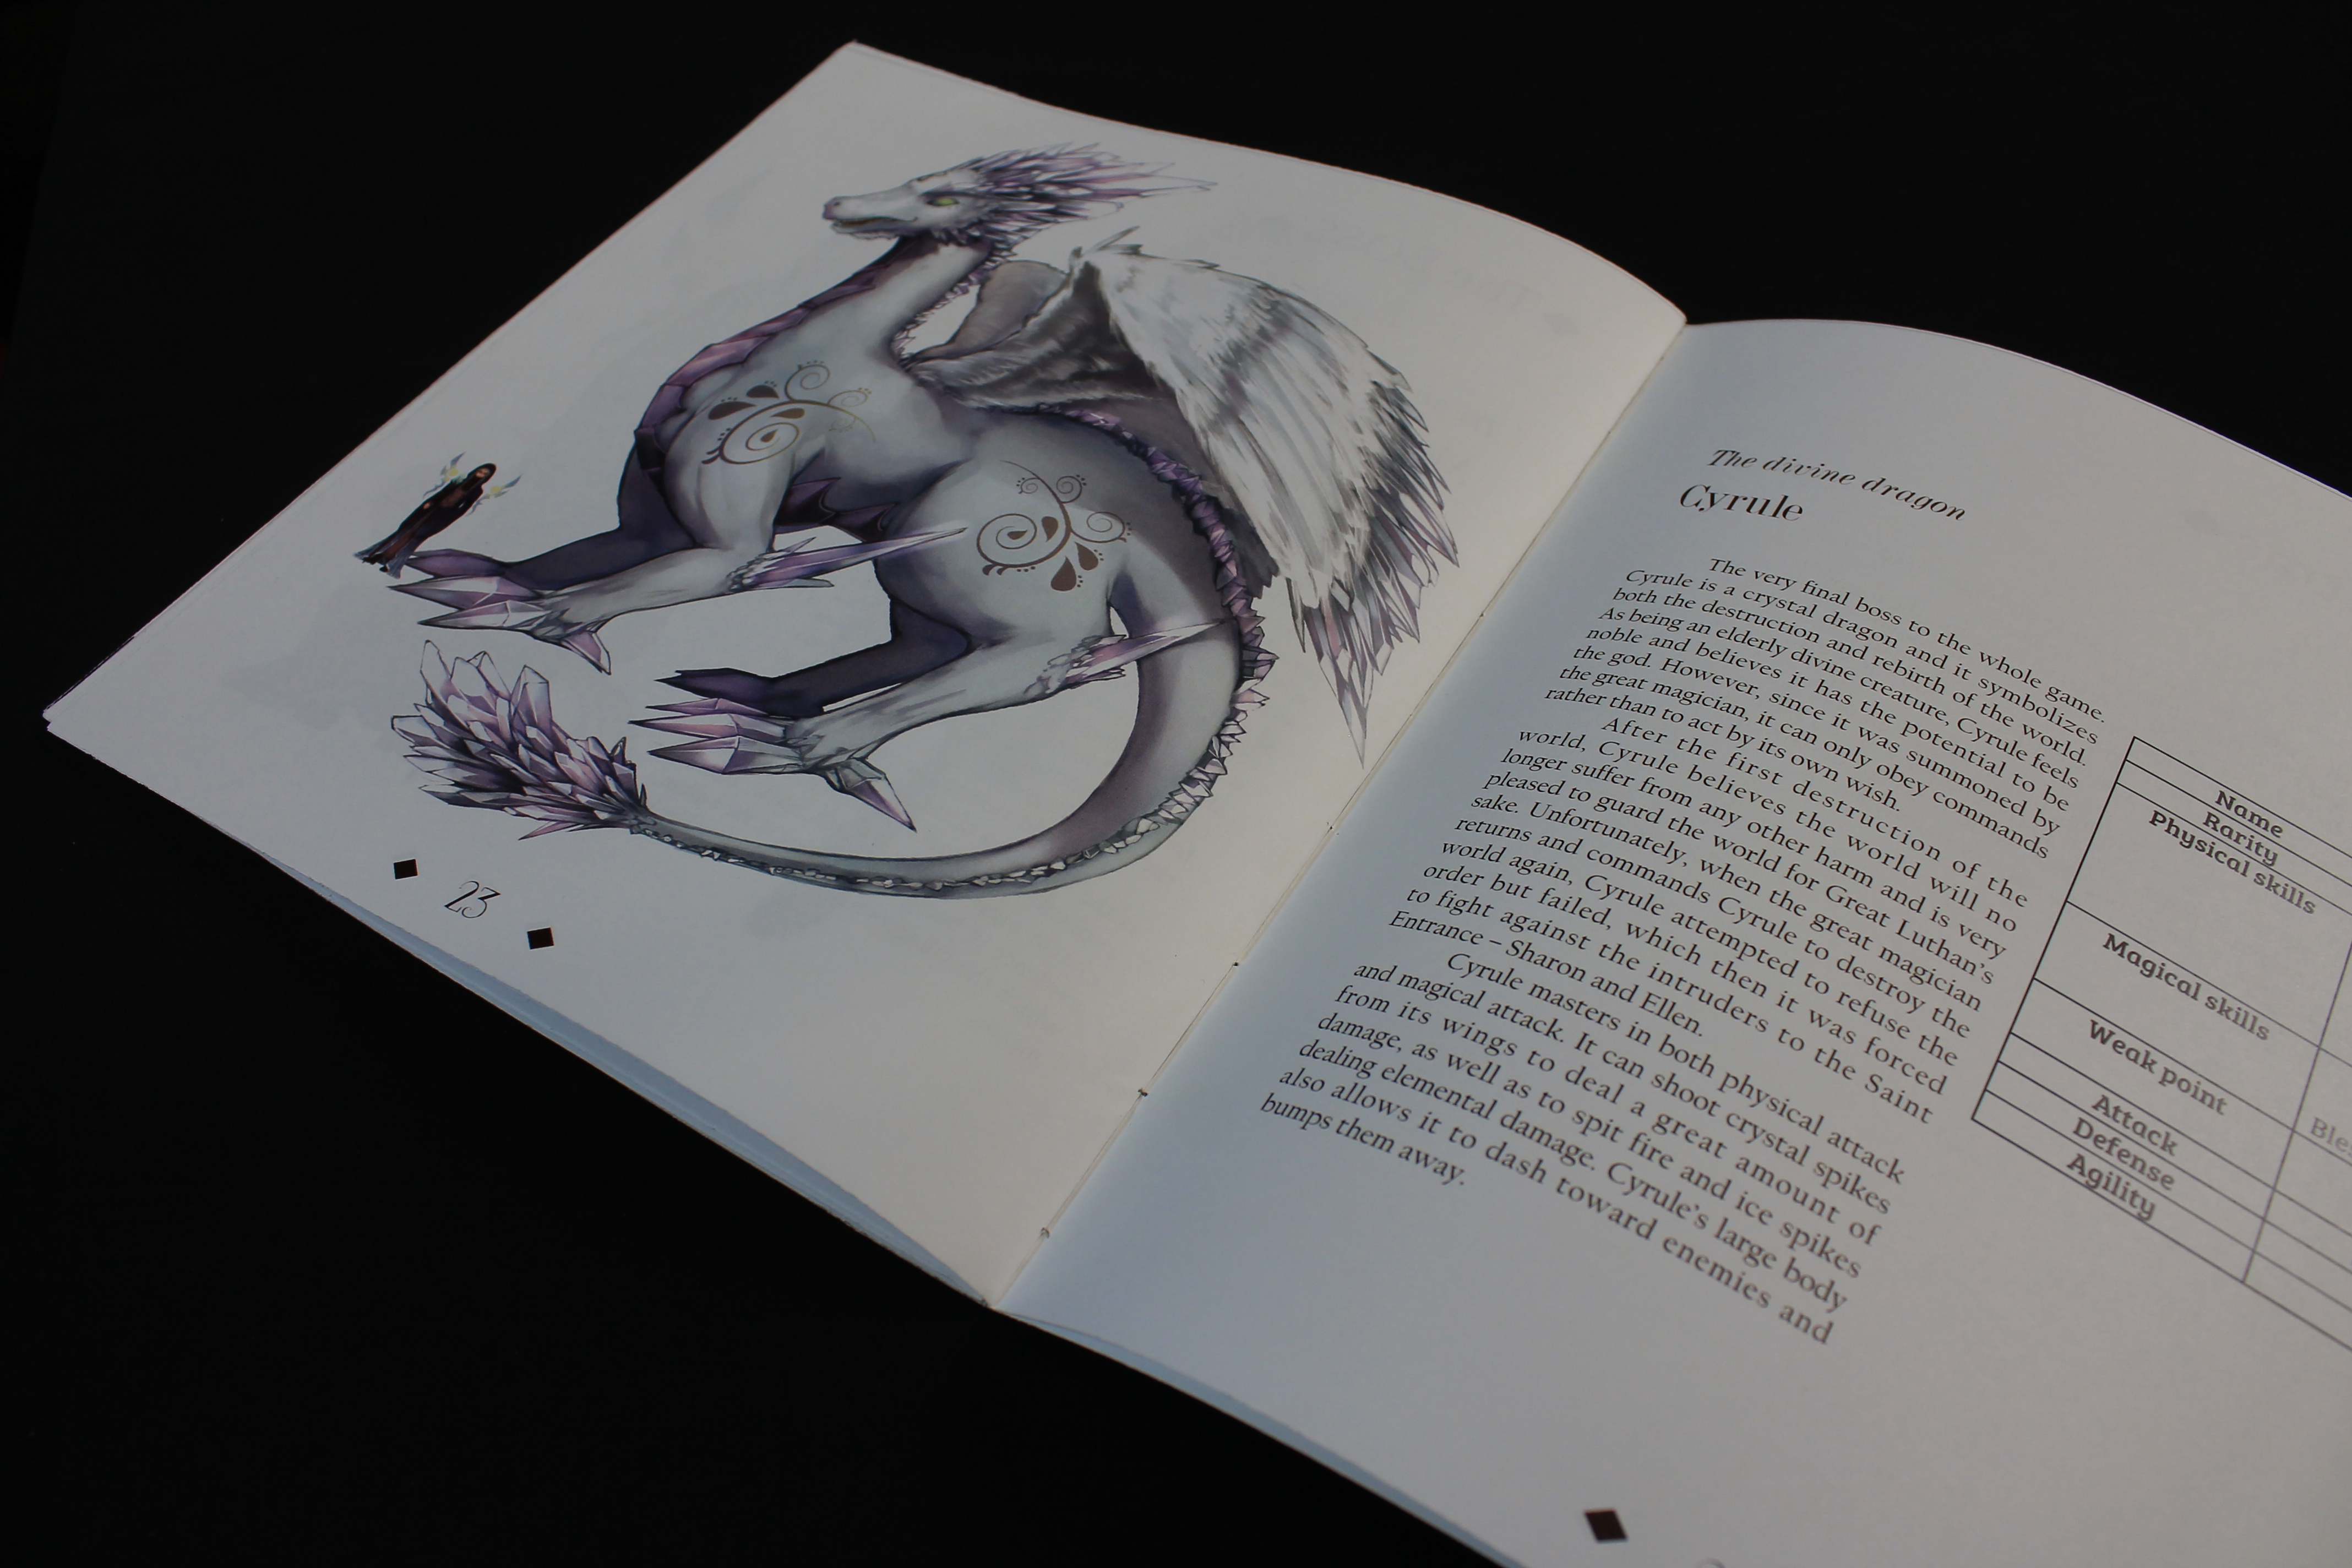 23
The divine dragon
Cyrule
The very final boss to the whole game.
Cyrule is a crystal dragon and it symbolizes
both the destruction and rebirth of the world.
As being an elderly divine creature, Cyrule feels
noble and believes it has the potential to be
the god. However, since it was summoned by
the great magician, it can only obey commands
rather than to act by its own wish.
After the first destruction of the
world, Cyrule believes the world will no
longer suffer from any other harm and is very
pleased to guard the world for Great Luthan's
sake. Unfortunately, when the great magician
returns and commands Cyrule to destroy the
world again, Cyrule attempted to refuse the
order but failed, which then it was forced
to fight against the intruders to the Saint
Entrance – Sharon and Ellen.
Cyrule masters in both physical attack
and magical attack. It can shoot crystal spikes
from its wings to deal a great amount of
damage, as well as to spit fire and ice spikes
dealing elemental damage. Cyrule's large body
also allows it to dash toward enemies and
bumps them away.
Name
Rarity
Physical skills
Magical skills
Weak point
Attack
Defense
Agility